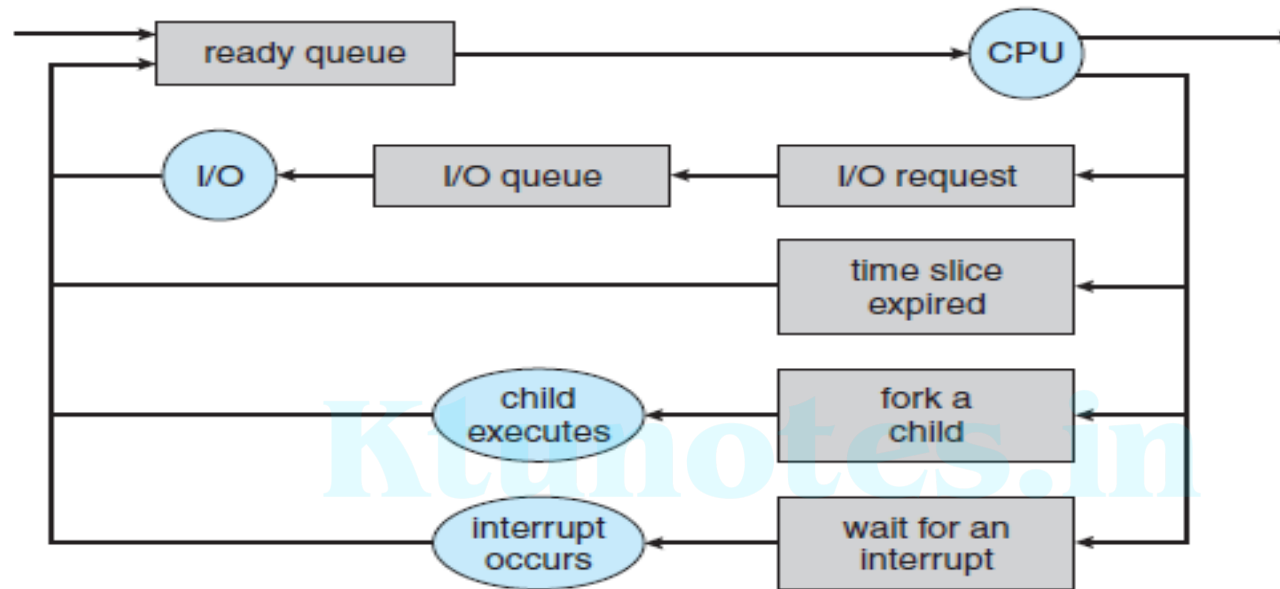 ready queue
CPU
I/O
I/O queue
I/O request
time slice
expired
child
executes
fork a
child
interrupt
occurs
wait for an
interrupt
Ktunotes.in